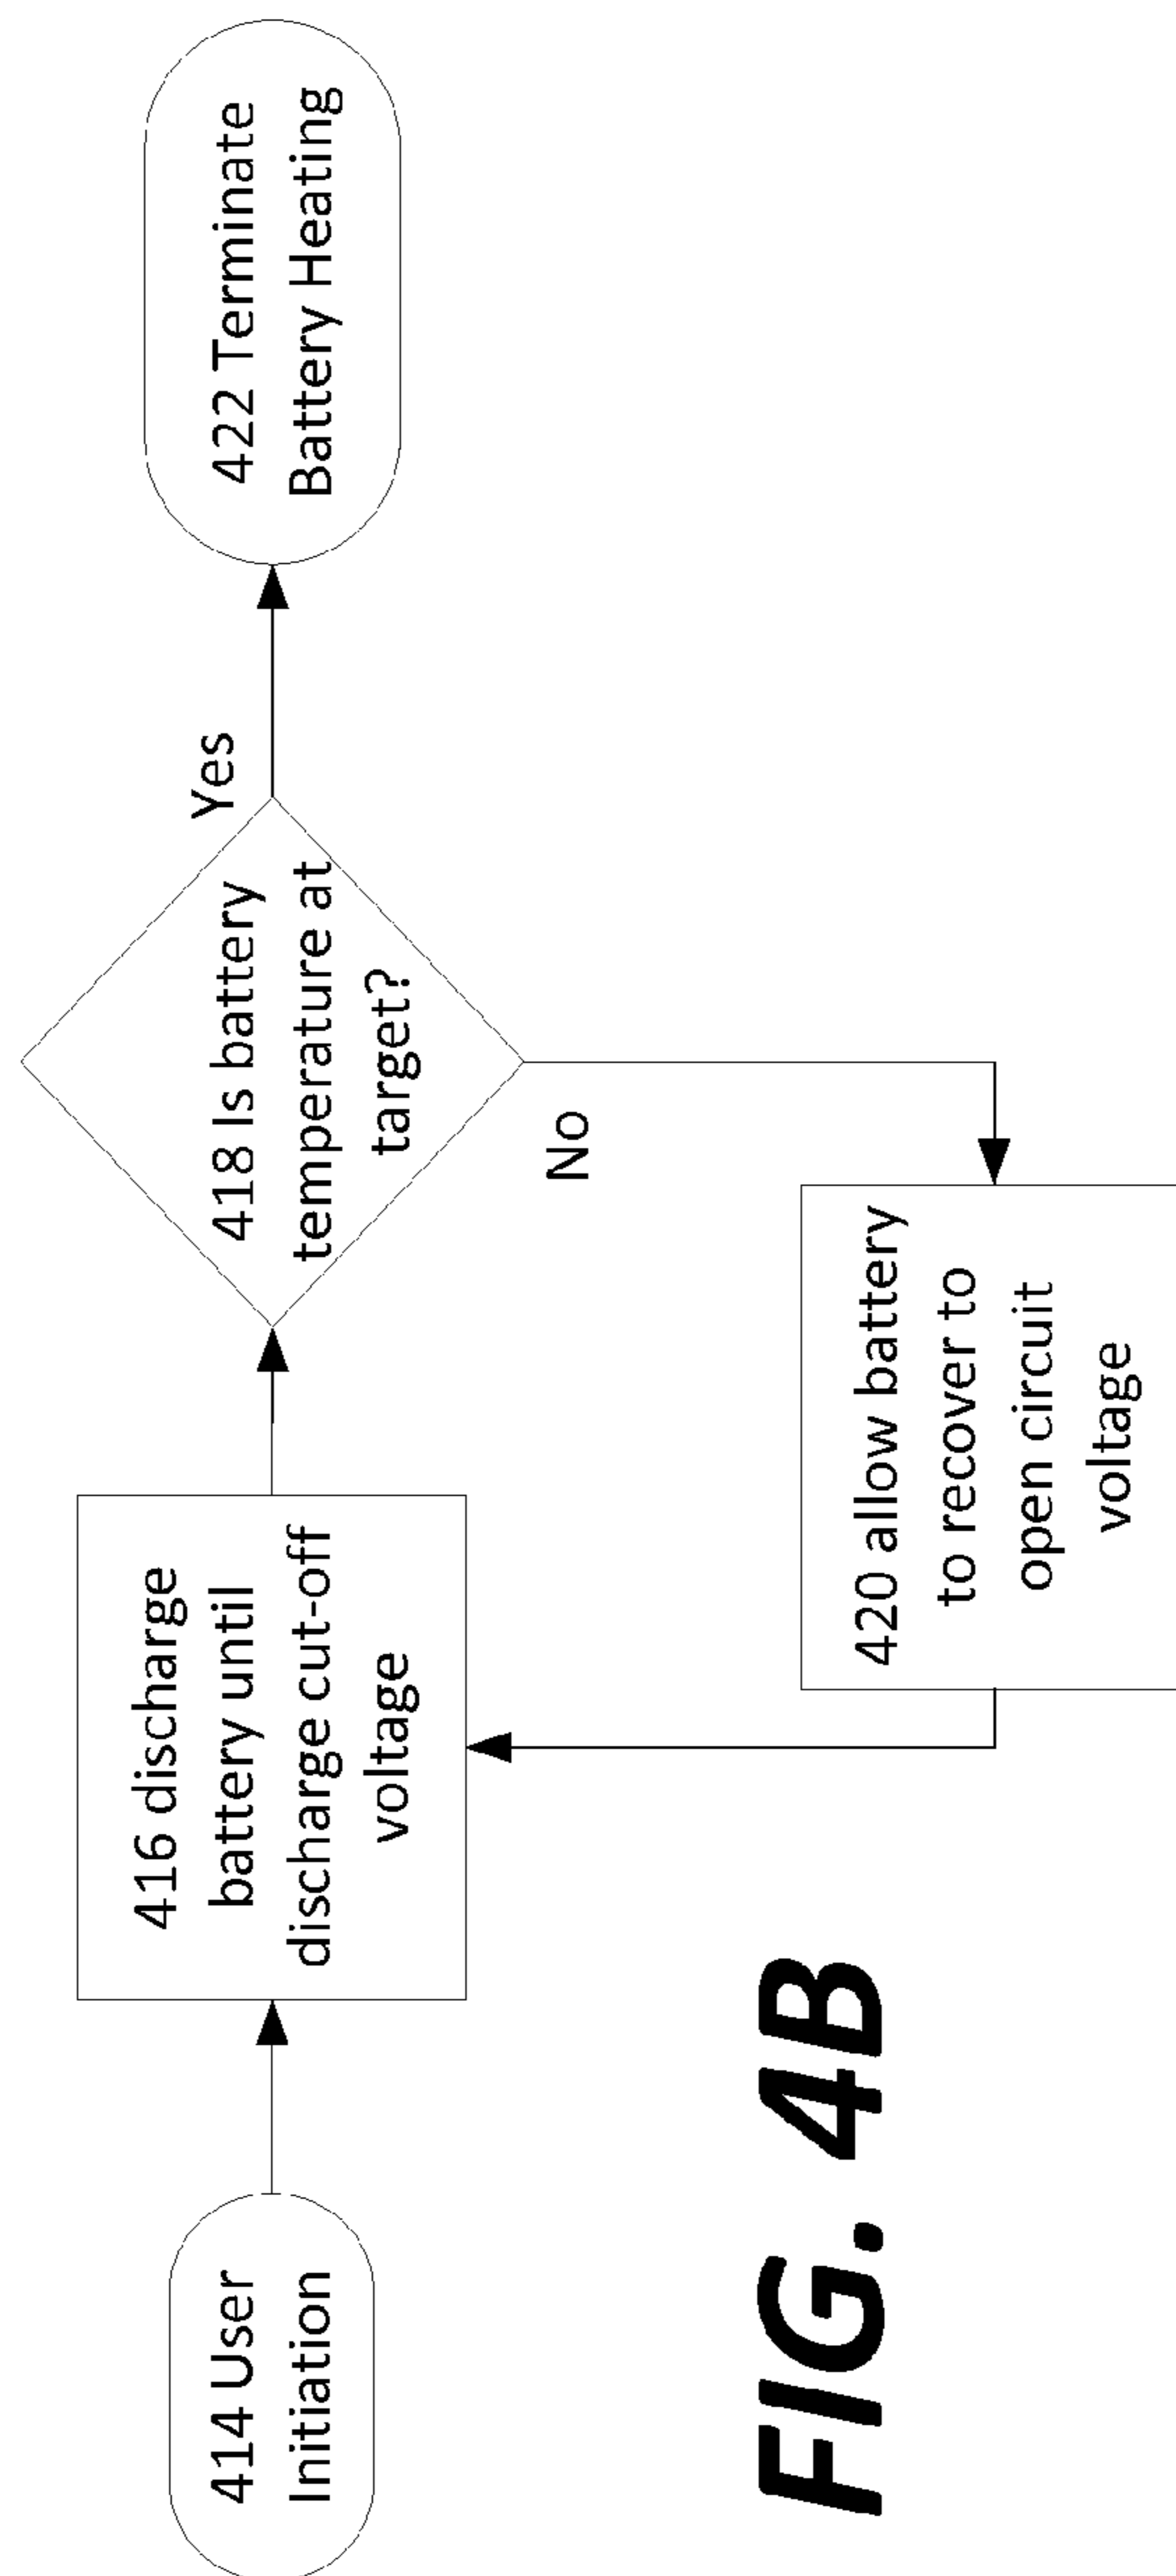 414 User
Initiation
416 discharge
battery until
discharge cut-off
voltage
418 Is battery
temperature at
target?
Yes
No
420 allow battery
to recover to
open circuit
voltage
422 Terminate
Battery Heating
FIG. 4B